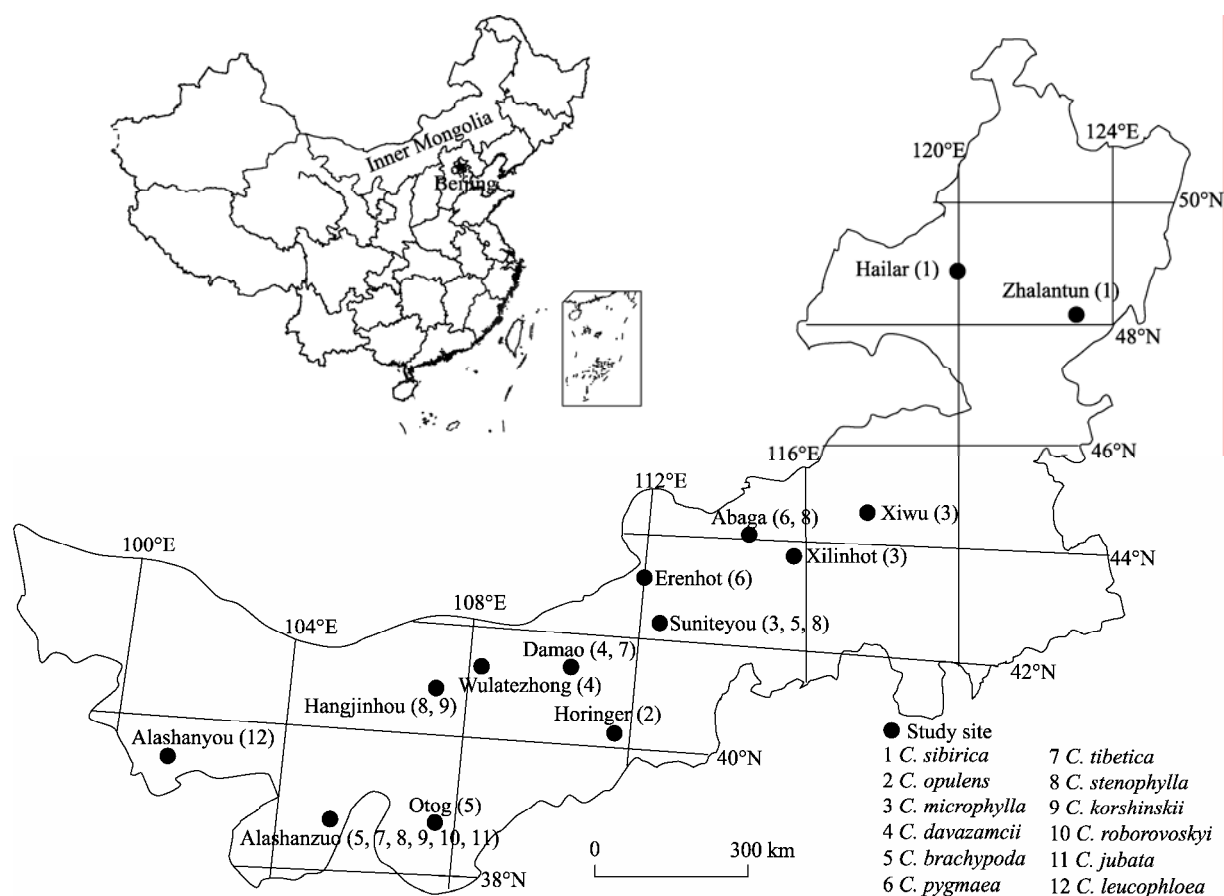 Inner Mongolia
Beijing
124°E
120°E
50°N
Hailar (1)
Zhalantun (1)
48°N
116°E
46°N
112°E
Abaga (6, 8)
Xiwu (3)
100°E
44°N
Xilinhot (3)
Erenhot (6)
108°E
Suniteyou (3, 5, 8)
104°E
Damao (4, 7)
42°N
Wulatezhong (4)
Hangjinhou (8, 9)
Horinger (2)
Alashanyou (12)
40°N
Otog (5)
Alashanzuo (5, 7, 8, 9, 10, 11)
38°N
0 300 km
Study site
1 C. sibirica
2 C. opulens
3 C. microphylla
4 C. davazamcii
5 C. brachypoda
6 C. pygmaea
7 C. tibetica
8 C. stenophylla
9 C. korshinskii
10 C. roborovoskyi
11 C. jubata
12 C. leucophloea